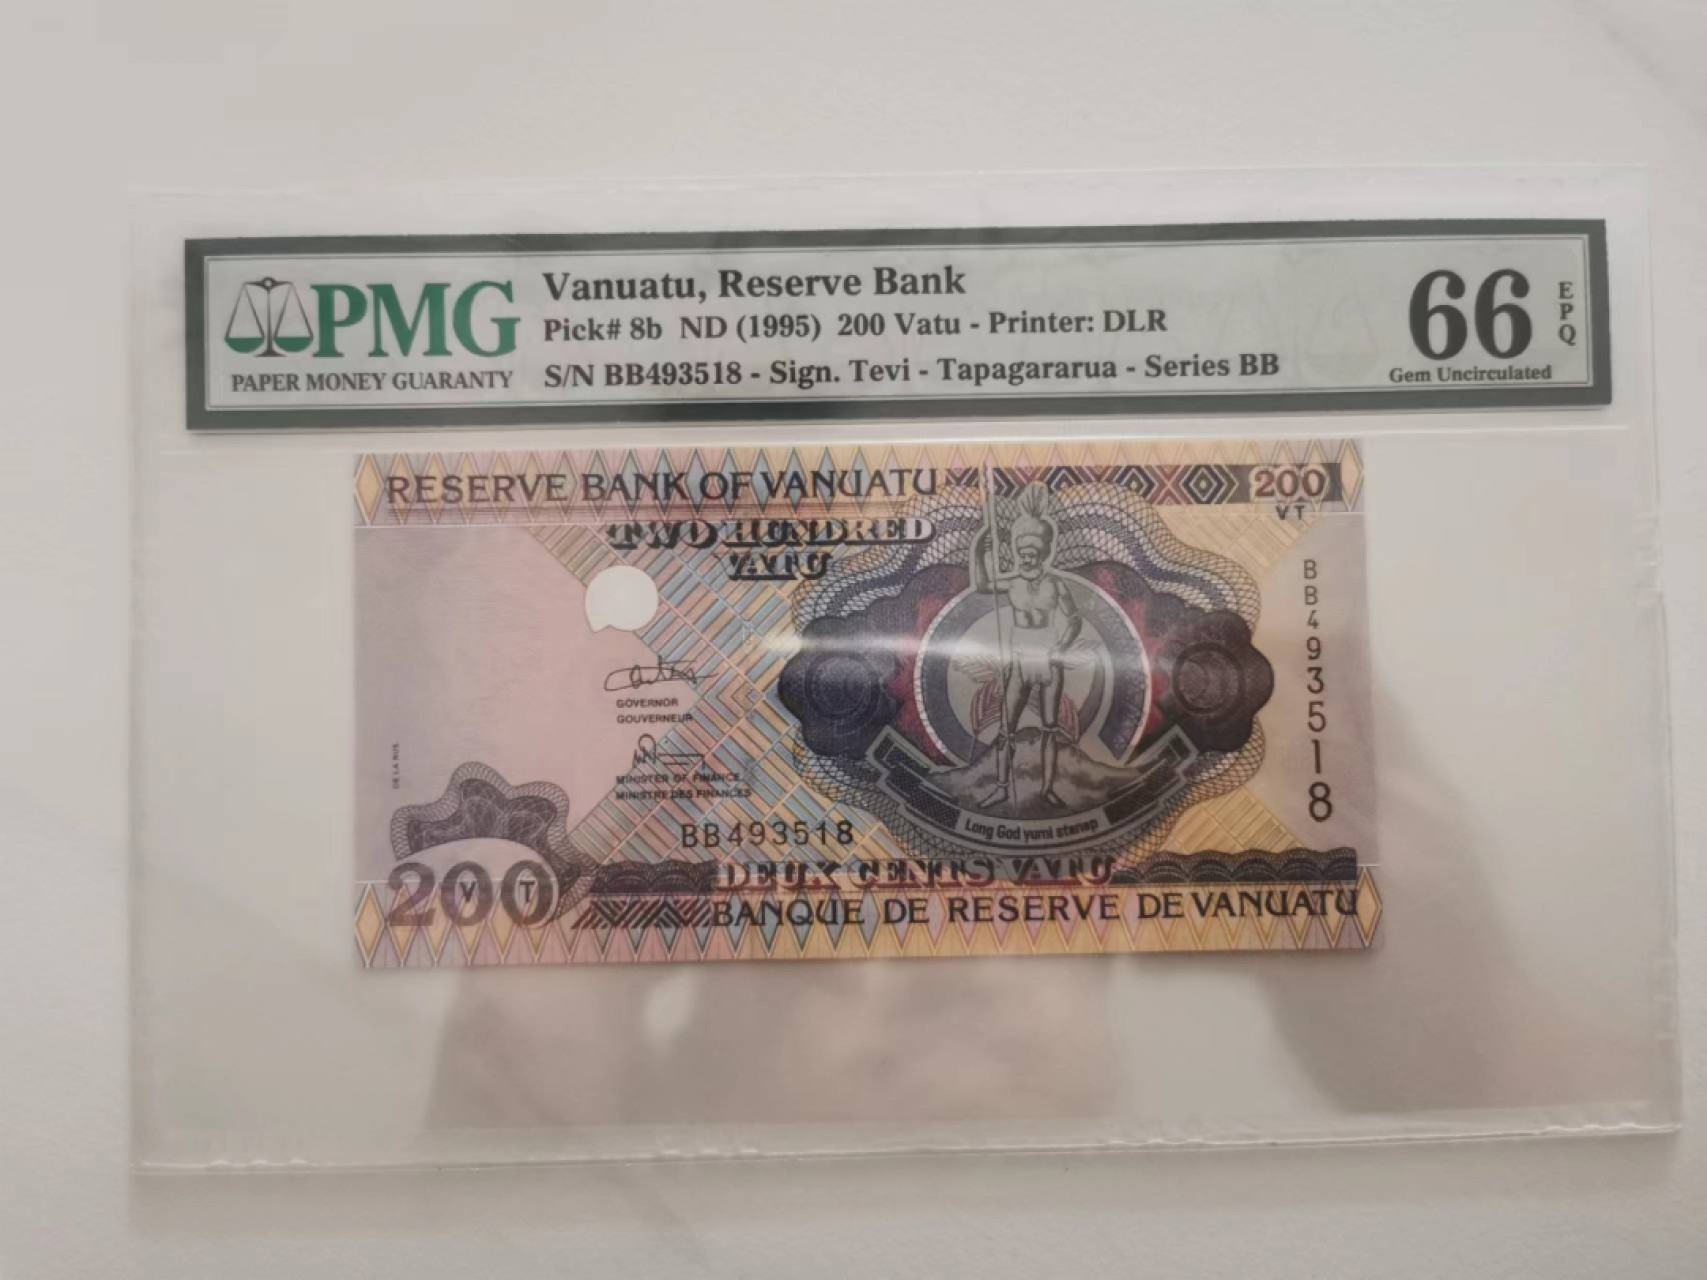 PMG
PAPER MONEY GUARANTY
Vanuatu, Reserve Bank
Pick# 8b ND (1995) 200 Vatu - Printer: DLR
S/N BB493518 - Sign. Tevi - Tapagararua - Series BB
66
EPQ
Gem Uncirculated
RESERVE BANK OF VANUATU
200
VT
TWO HUNDRED
VATU
BB493518
GOVERNOR
GOUVERNEUR
MINISTER OF FINANCE
MINISTRE DES FINANCES
DE LA RUE
Long God yumi stanap
BB493518
DEUX CENTS VATU
200
VT
BANQUE DE RESERVE DE VANUATU